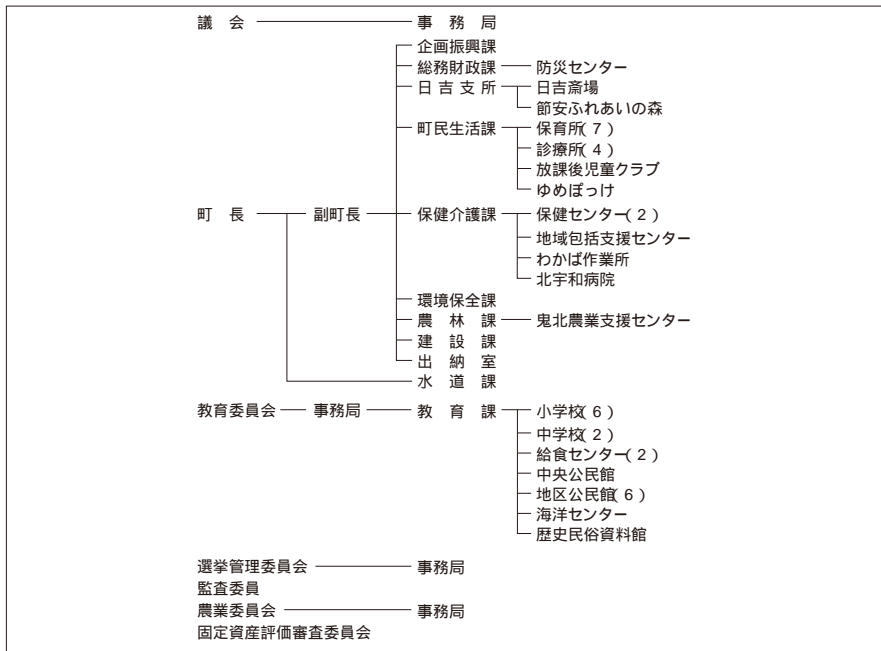 議会 事務局
企画振興課
総務財政課 防災センター
日吉支所 日吉斎場
節安ふれあいの森
町民生活課 保育所(7)
診療所(4)
放課後児童クラブ
ゆめぽっけ
町長 副町長 保健介護課 保健センター(2)
地域包括支援センター
わかば作業所
北宇和病院
環境保全課
農林課 鬼北農業支援センター
建設課
出納室
水道課
教育委員会 事務局 教育課 小学校(6)
中学校(2)
給食センター(2)
中央公民館
地区公民館(6)
海洋センター
歴史民俗資料館
選挙管理委員会 事務局
監査委員
農業委員会 事務局
固定資産評価審査委員会